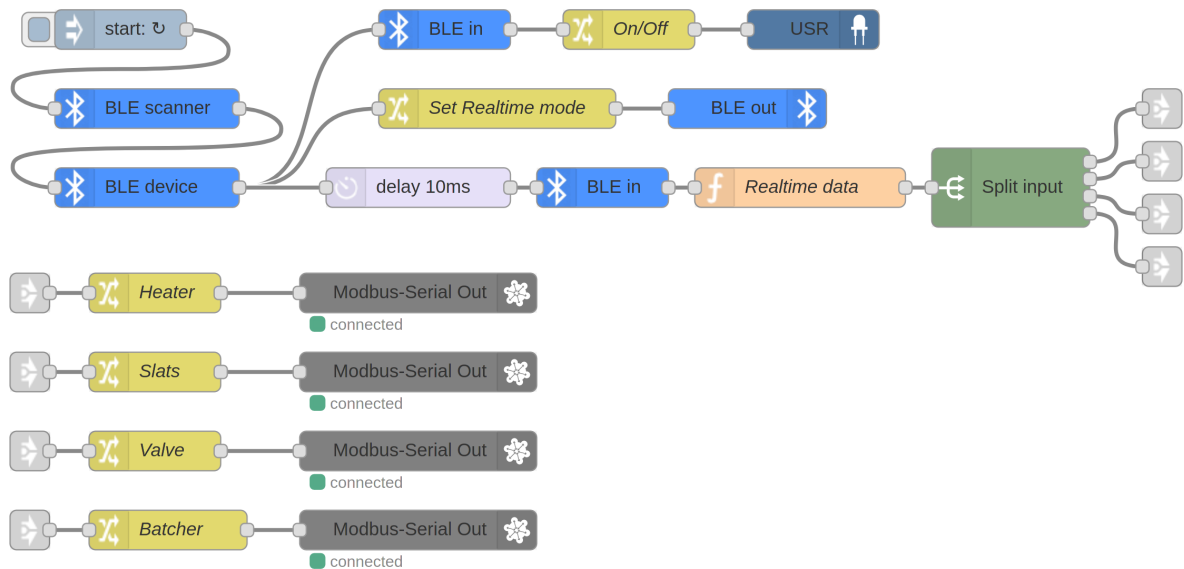 start: ↻
BLE in
On/Off
USR
BLE scanner
Set Realtime mode
BLE out
BLE device
delay 10ms
BLE in
Realtime data
Split input
Heater
Modbus-Serial Out
connected
Slats
Modbus-Serial Out
connected
Valve
Modbus-Serial Out
connected
Batcher
Modbus-Serial Out
connected